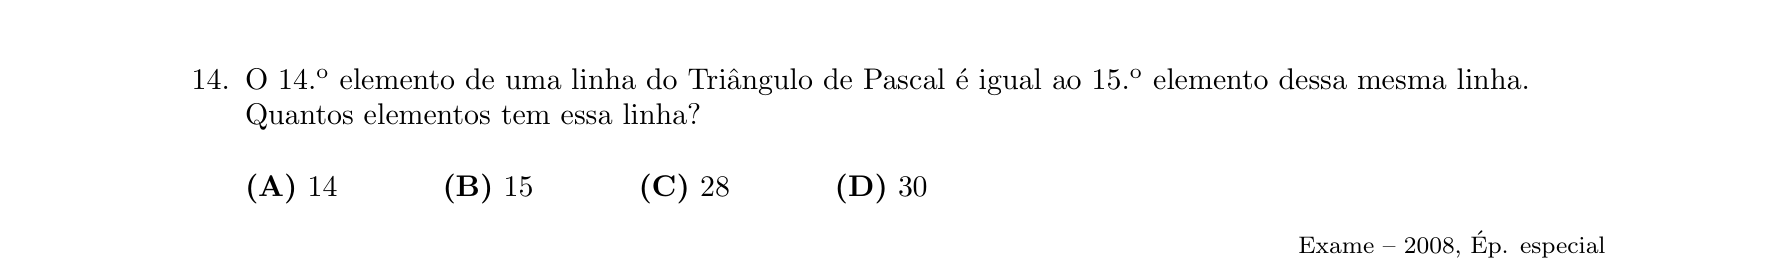 14. O 14.º elemento de uma linha do Triângulo de Pascal é igual ao 15.º elemento dessa mesma linha.
Quantos elementos tem essa linha?
(A) 14 (B) 15 (C) 28 (D) 30
Exame – 2008, Ép. especial